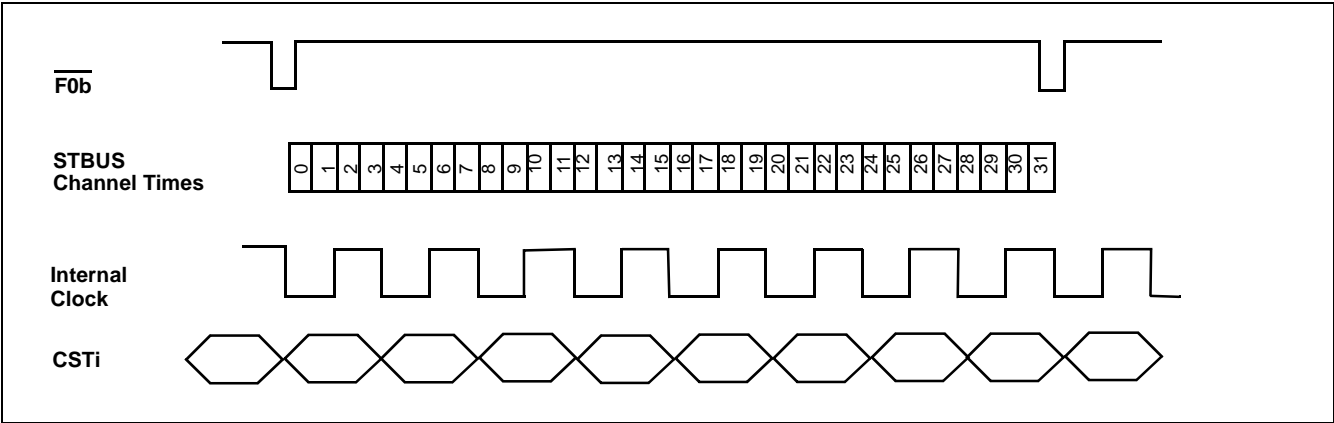 F0b
STBUS
Channel Times
0 1 2 3 4 5 6 7 8 9 10 11 12 13 14 15 16 17 18 19 20 21 22 23 24 25 26 27 28 29 30 31
Internal
Clock
CSTi